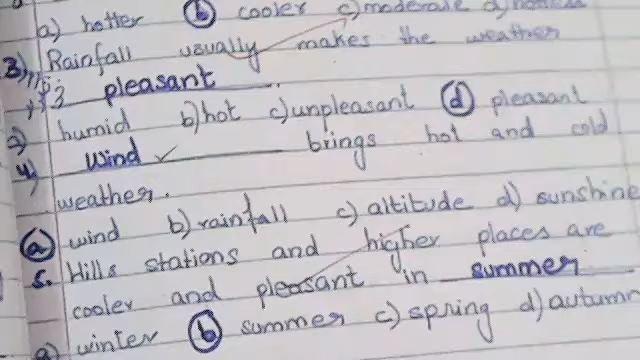 a) hotter (b) cooler c) moderate d)
3) Rainfall usually makes the weather
pleasant.
a) humid b) hot c) unpleasant (d) pleasant
4) Wind brings hot and cold
weather.
(a) wind b) rainfall c) altitude d) sunshine
5. Hills stations and higher places are
cooler and pleasant in summer
a) winter (b) summer c) spring d) autumn